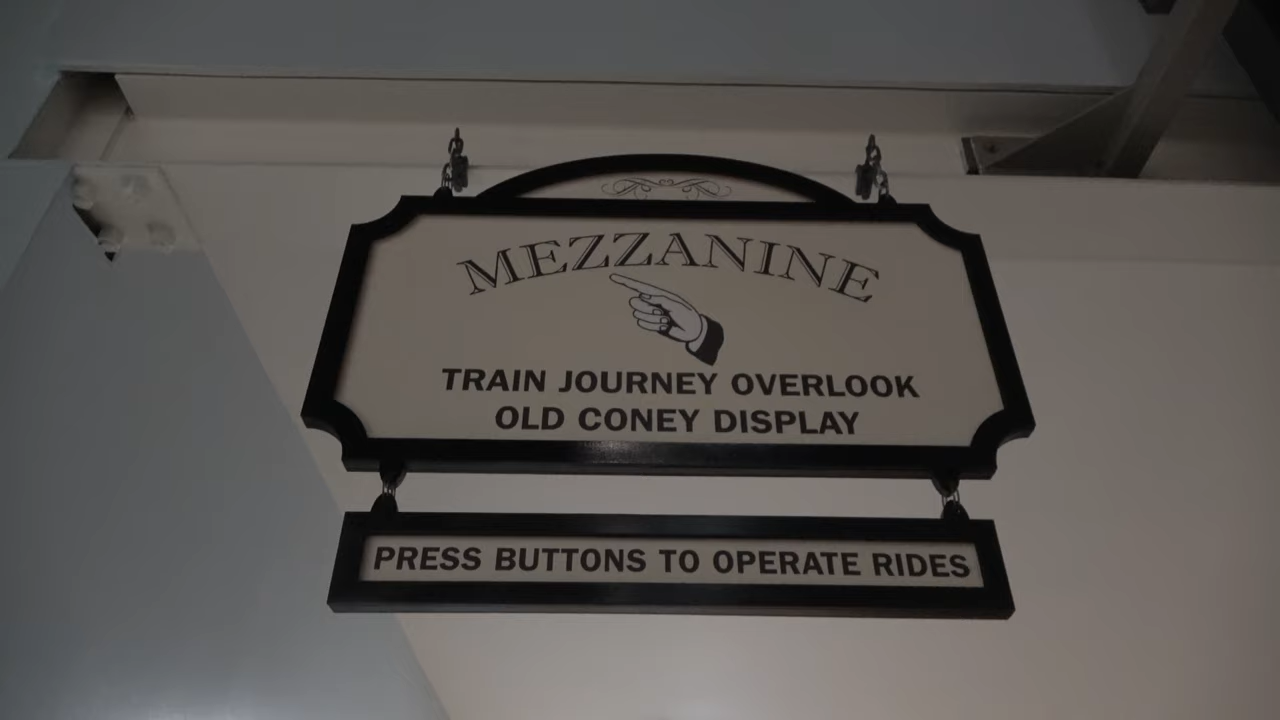 MEZZANINE
TRAIN JOURNEY OVERLOOK
OLD CONEY DISPLAY
PRESS BUTTONS TO OPERATE RIDES